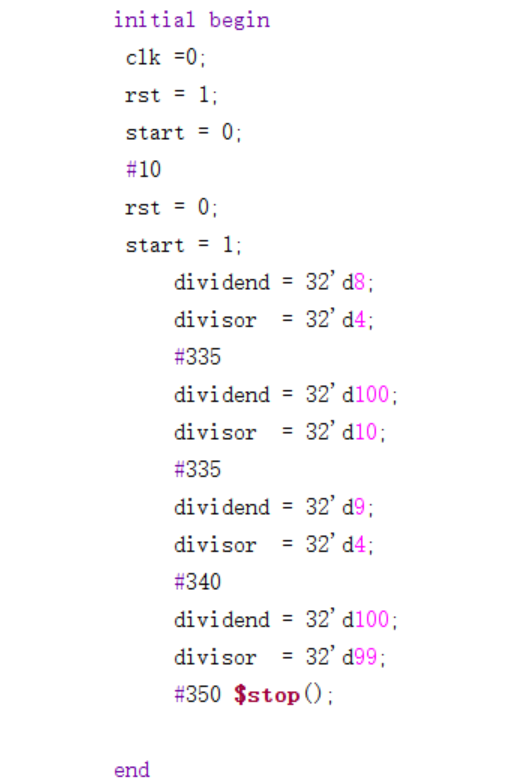 initial begin
clk =0;
rst = 1;
start = 0;
#10
rst = 0;
start = 1;
dividend = 32'd8;
divisor  = 32'd4;
#335
dividend = 32'd100;
divisor  = 32'd10;
#335
dividend = 32'd9;
divisor  = 32'd4;
#340
dividend = 32'd100;
divisor  = 32'd99;
#350 $stop();
end